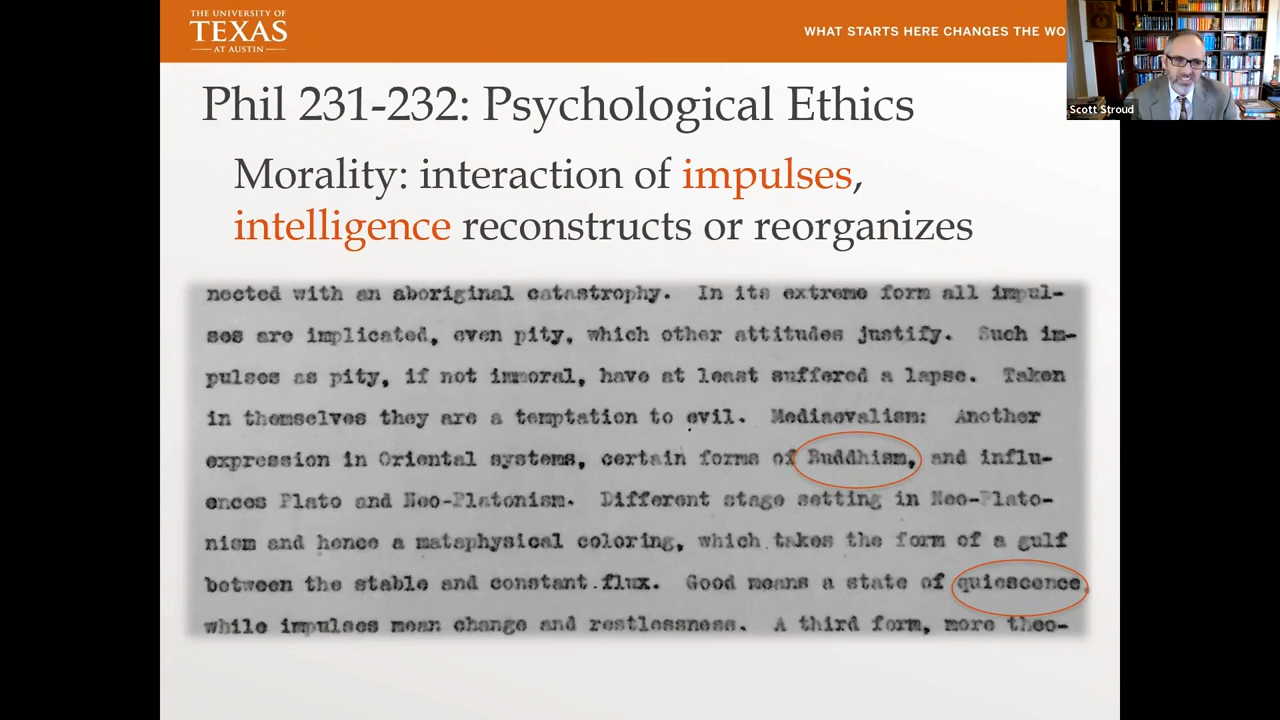 THE UNIVERSITY OF
TEXAS
AT AUSTIN
WHAT STARTS HERE CHANGES THE WO
Scott Stroud
Phil 231-232: Psychological Ethics
Morality: interaction of impulses,
intelligence reconstructs or reorganizes
nected with an aboriginal catastrophy. In its extreme form all impul-
ses are implicated, even pity, which other attitudes justify. Such im-
pulses as pity, if not immoral, have at least suffered a lapse. Taken
in themselves they are a temptation to evil. Mediaevalism: Another
expression in Oriental systems, certain forms of Buddhism, and influ-
ences Plato and Neo-Platonism. Different stage setting in Neo-Plato-
nism and hence a mataphysical coloring, which takes the form of a gulf
between the stable and constant flux. Good means a state of quiescence,
while impulses mean change and restlessness. A third form, more theo-